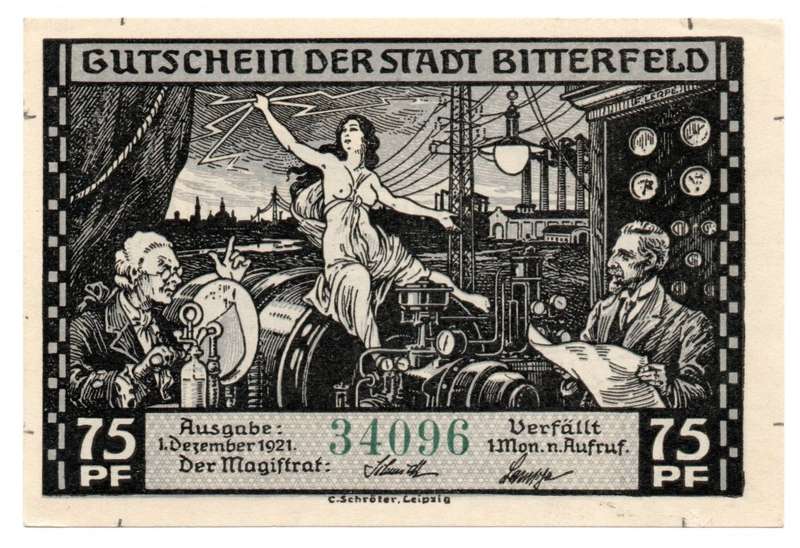 GUTSCHEIN DER STADT BITTERFELD
75 PF
Ausgabe:
1. Dezember 1921.
Der Magistrat:
34096
Verfällt
1 Mon. n. Aufruf.
75 PF
C. Schröter, Leipzig